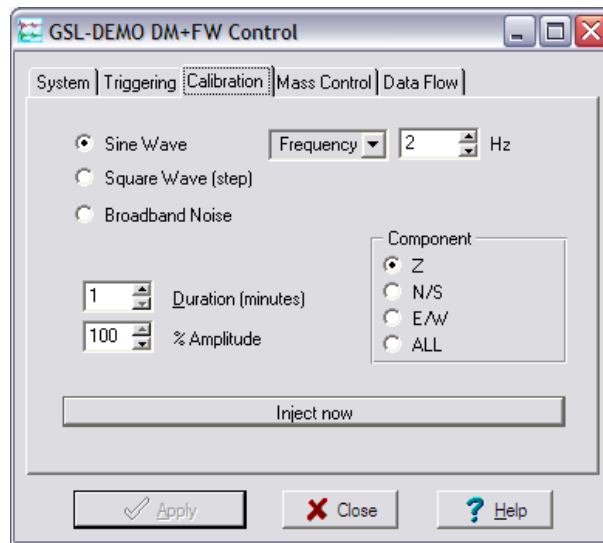 GSL-DEMO DM+FW Control
System Triggering Calibration Mass Control Data Flow
Sine Wave Frequency 2 Hz
Square Wave (step)
Broadband Noise
Component
Z
N/S
E/W
ALL
1 Duration (minutes)
100 % Amplitude
Inject now
Apply Close Help